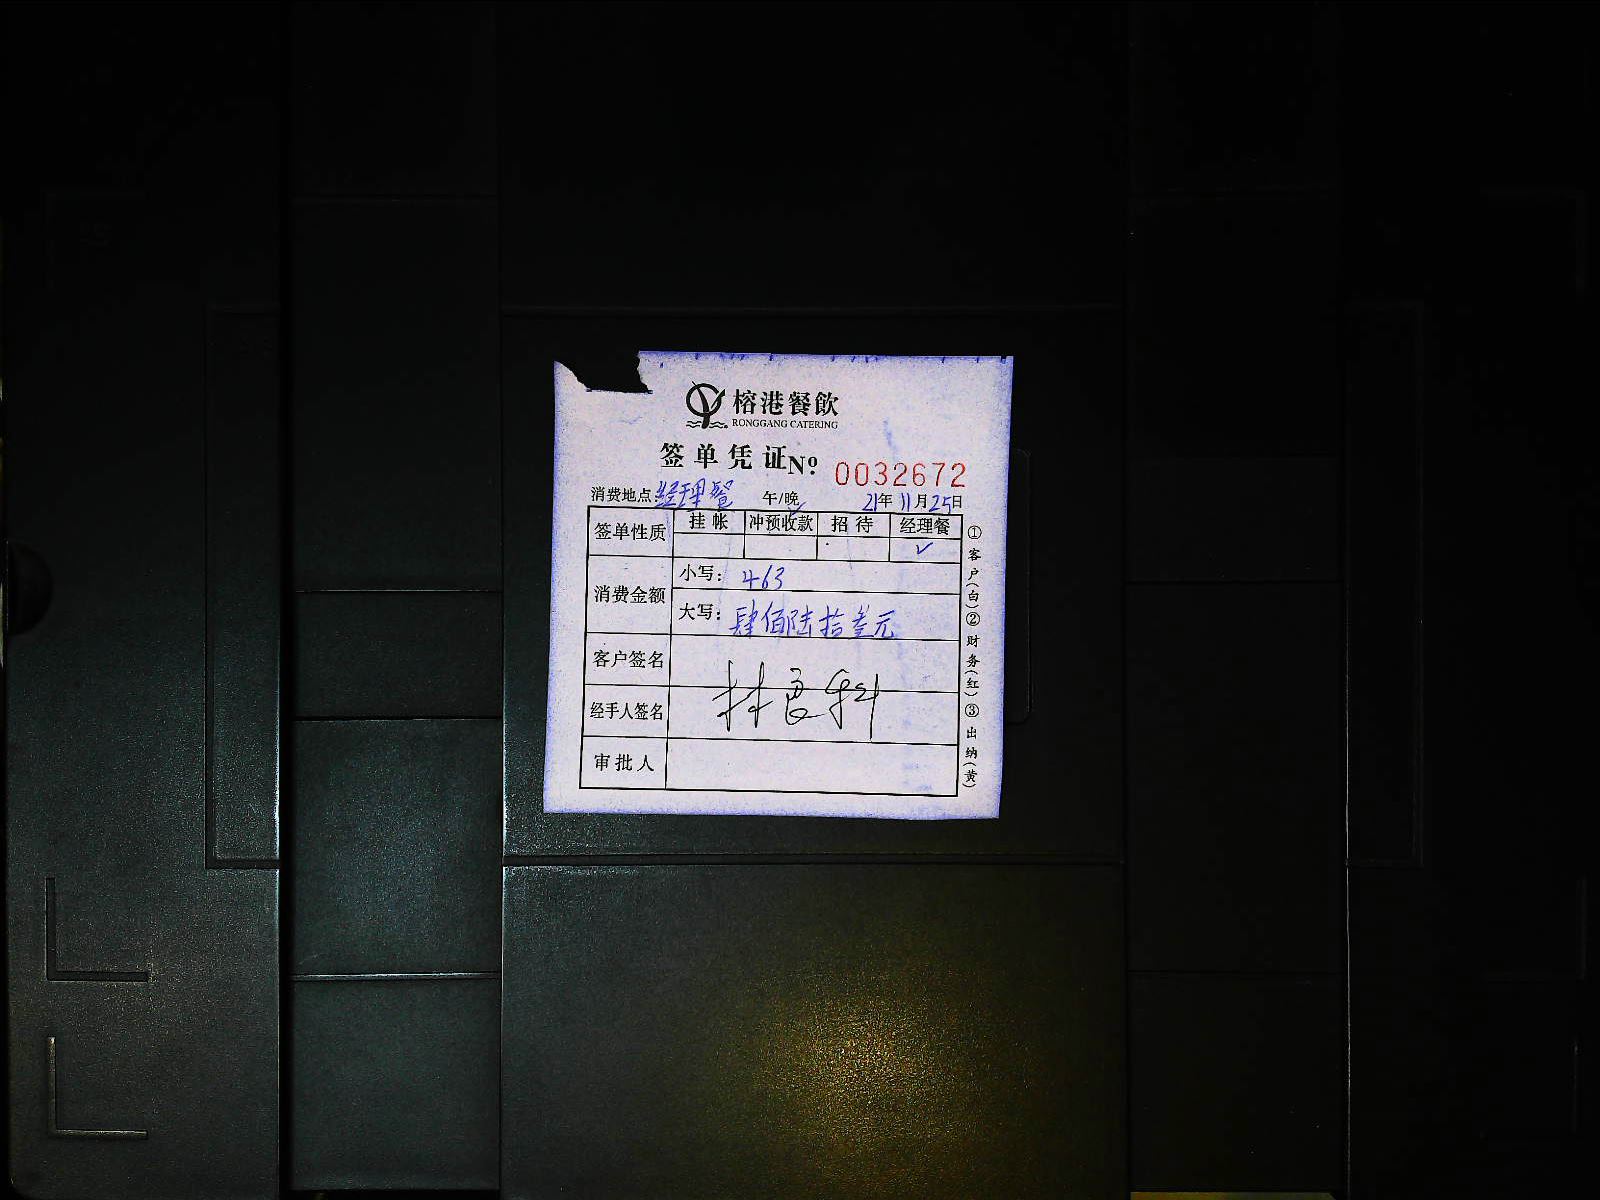 榕港餐飲
RONGGANG CATERING
签单凭证 № 0032672
消费地点:经理餐 午/晚 21年11月25日
签单性质 挂帐 冲预收款 招待 经理餐
✓
消费金额 小写: 463
大写: 肆佰陆拾叁元
客户签名
林良科
经手人签名
审批人
①客户(白)②财务(红)③出纳(黄)